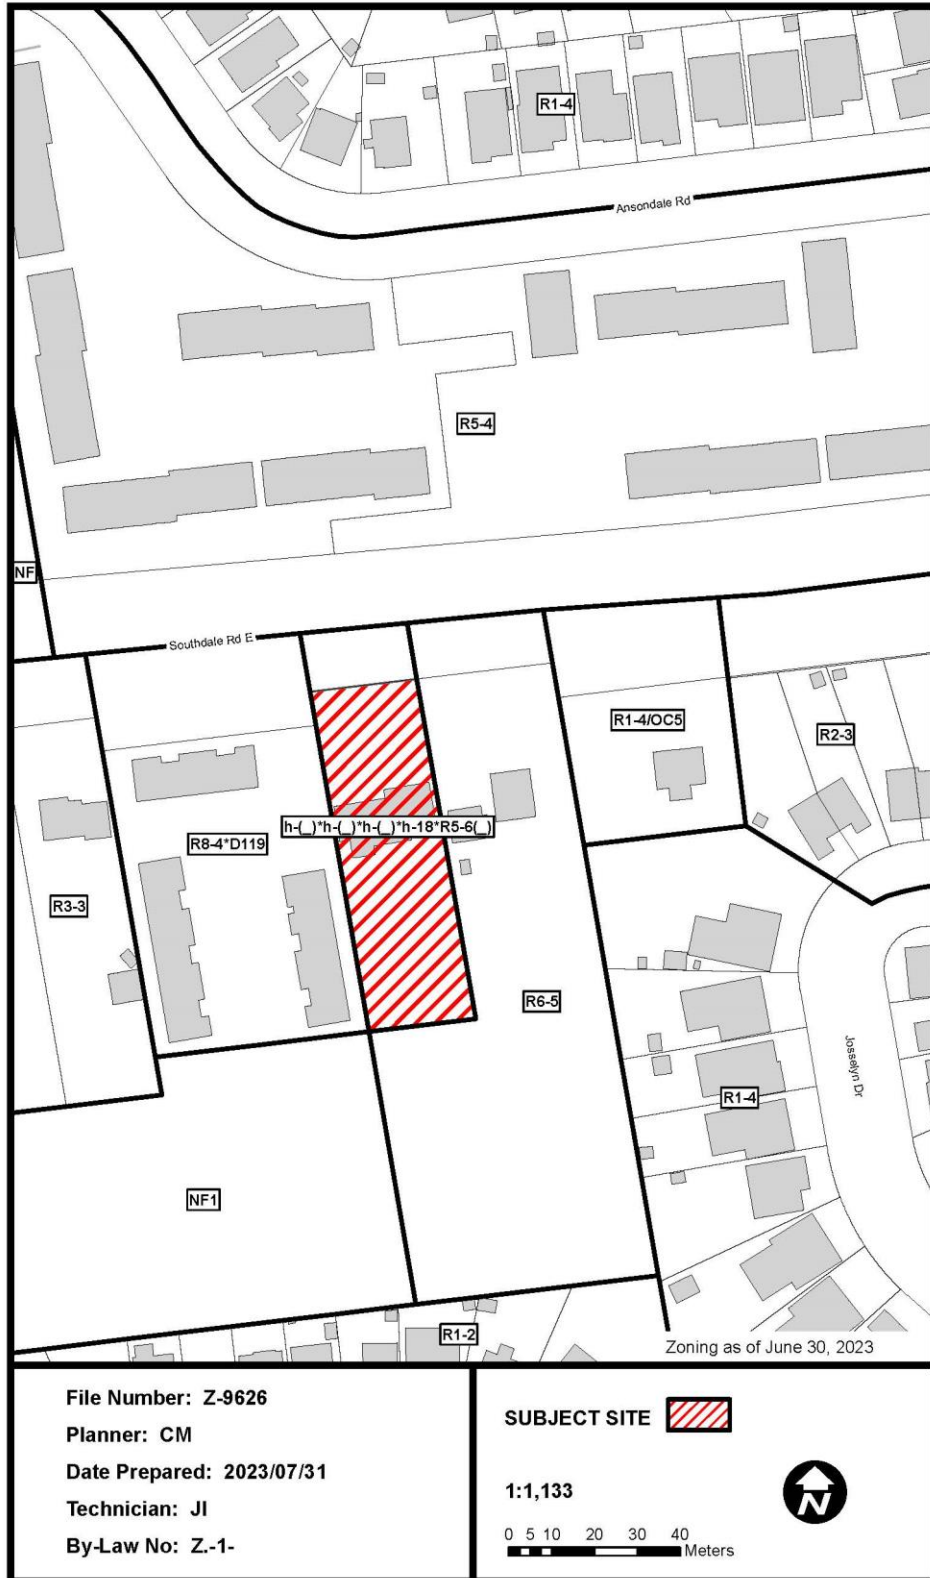 R1-4
Ansondale Rd
R5-4
NF
Southdale Rd E
R1-4/OC5
R2-3
h-(_)*h-(_)*h-(_)*h-18*R5-6(_)
R8-4*D119
R3-3
R6-5
Josselyn Dr
R1-4
NF1
R1-2
Zoning as of June 30, 2023
File Number: Z-9626
Planner: CM
Date Prepared: 2023/07/31
Technician: JI
By-Law No: Z.-1-
SUBJECT SITE
1:1,133
0 5 10 20 30 40
Meters
N